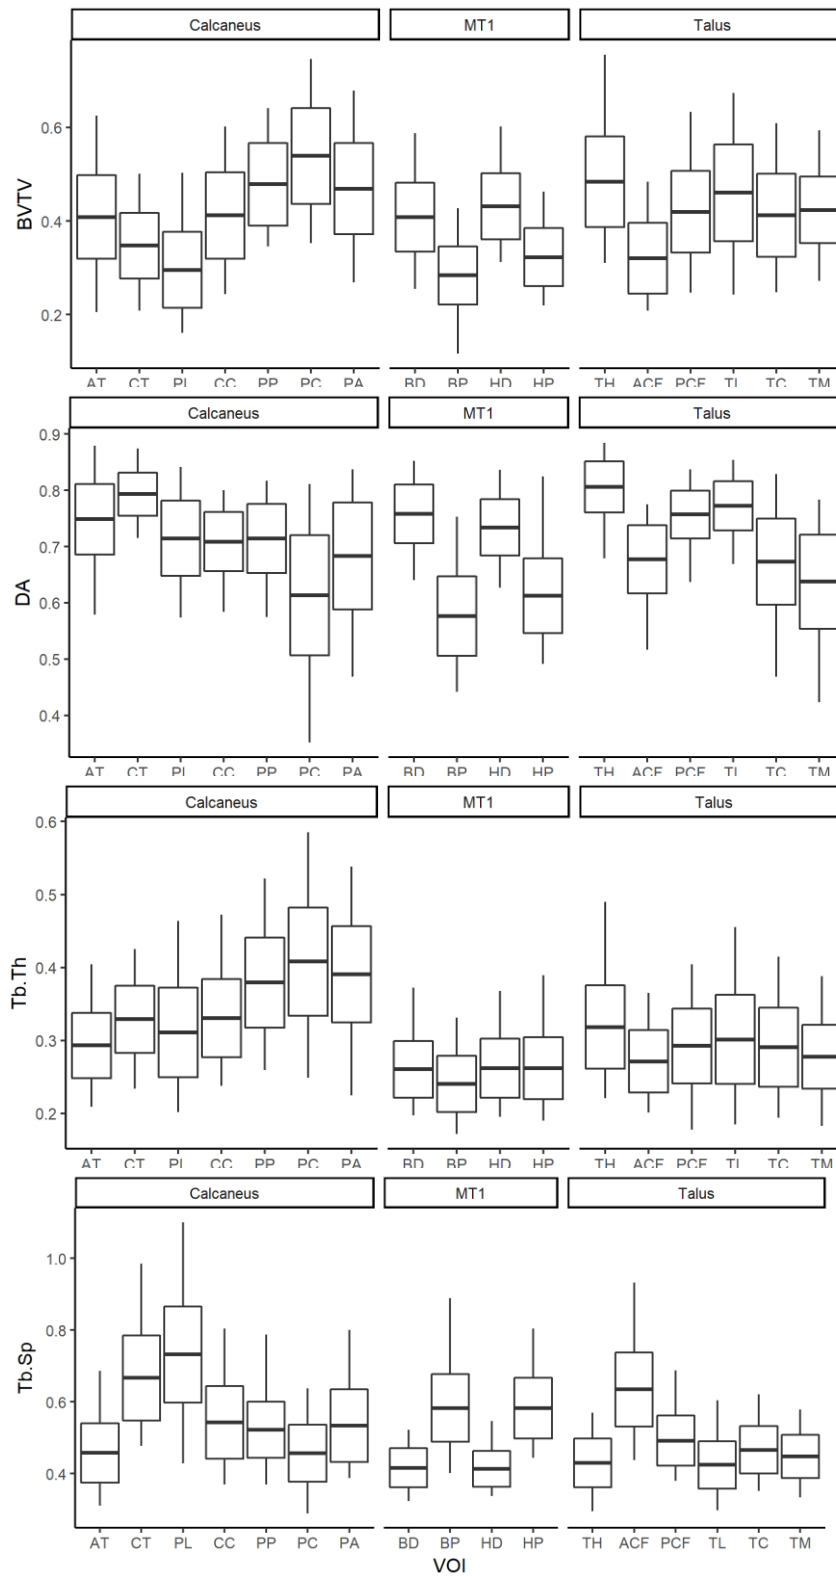 Calcaneus MT1 Talus
BVTV
0.6
0.4
0.2
AT CT PL CC PP PC PA BD BP HD HP TH ACF PCF TL TC TM
Calcaneus MT1 Talus
DA
0.9
0.8
0.7
0.6
0.5
0.4
AT CT PL CC PP PC PA BD BP HD HP TH ACF PCF TL TC TM
Calcaneus MT1 Talus
Tb.Th
0.6
0.5
0.4
0.3
0.2
AT CT PL CC PP PC PA BD BP HD HP TH ACF PCF TL TC TM
Calcaneus MT1 Talus
Tb.Sp
1.0
0.8
0.6
0.4
AT CT PL CC PP PC PA BD BP HD HP TH ACF PCF TL TC TM
VOI